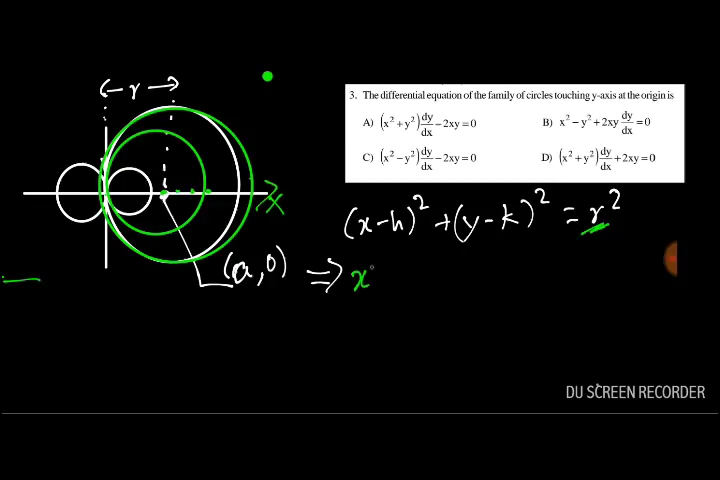 r
3. The differential equation of the family of circles touching y-axis at the origin is
A) (x² + y²) dy/dx − 2xy = 0
B) x² − y² + 2xy dy/dx = 0
C) (x² − y²) dy/dx − 2xy = 0
D) (x² + y²) dy/dx + 2xy = 0
x
(x−h)² + (y−k)² = r²
(a, 0) ⇒ x
DU SCREEN RECORDER